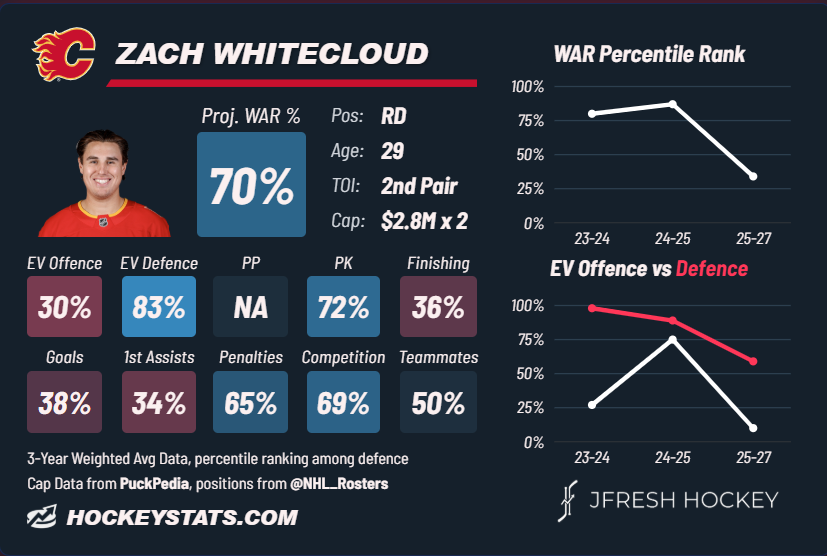 ZACH WHITECLOUD
Proj. WAR %
70%
Pos: RD
Age: 29
TOI: 2nd Pair
Cap: $2.8M x 2
EV Offence EV Defence PP PK Finishing
30% 83% NA 72% 36%
Goals 1st Assists Penalties Competition Teammates
38% 34% 65% 69% 50%
3-Year Weighted Avg Data, percentile ranking among defence
Cap Data from PuckPedia, positions from @NHL_Rosters
HOCKEYSTATS.COM
WAR Percentile Rank
100%
75%
50%
25%
0%
23-24 24-25 25-27
EV Offence vs Defence
100%
75%
50%
25%
0%
23-24 24-25 25-27
JFRESH HOCKEY